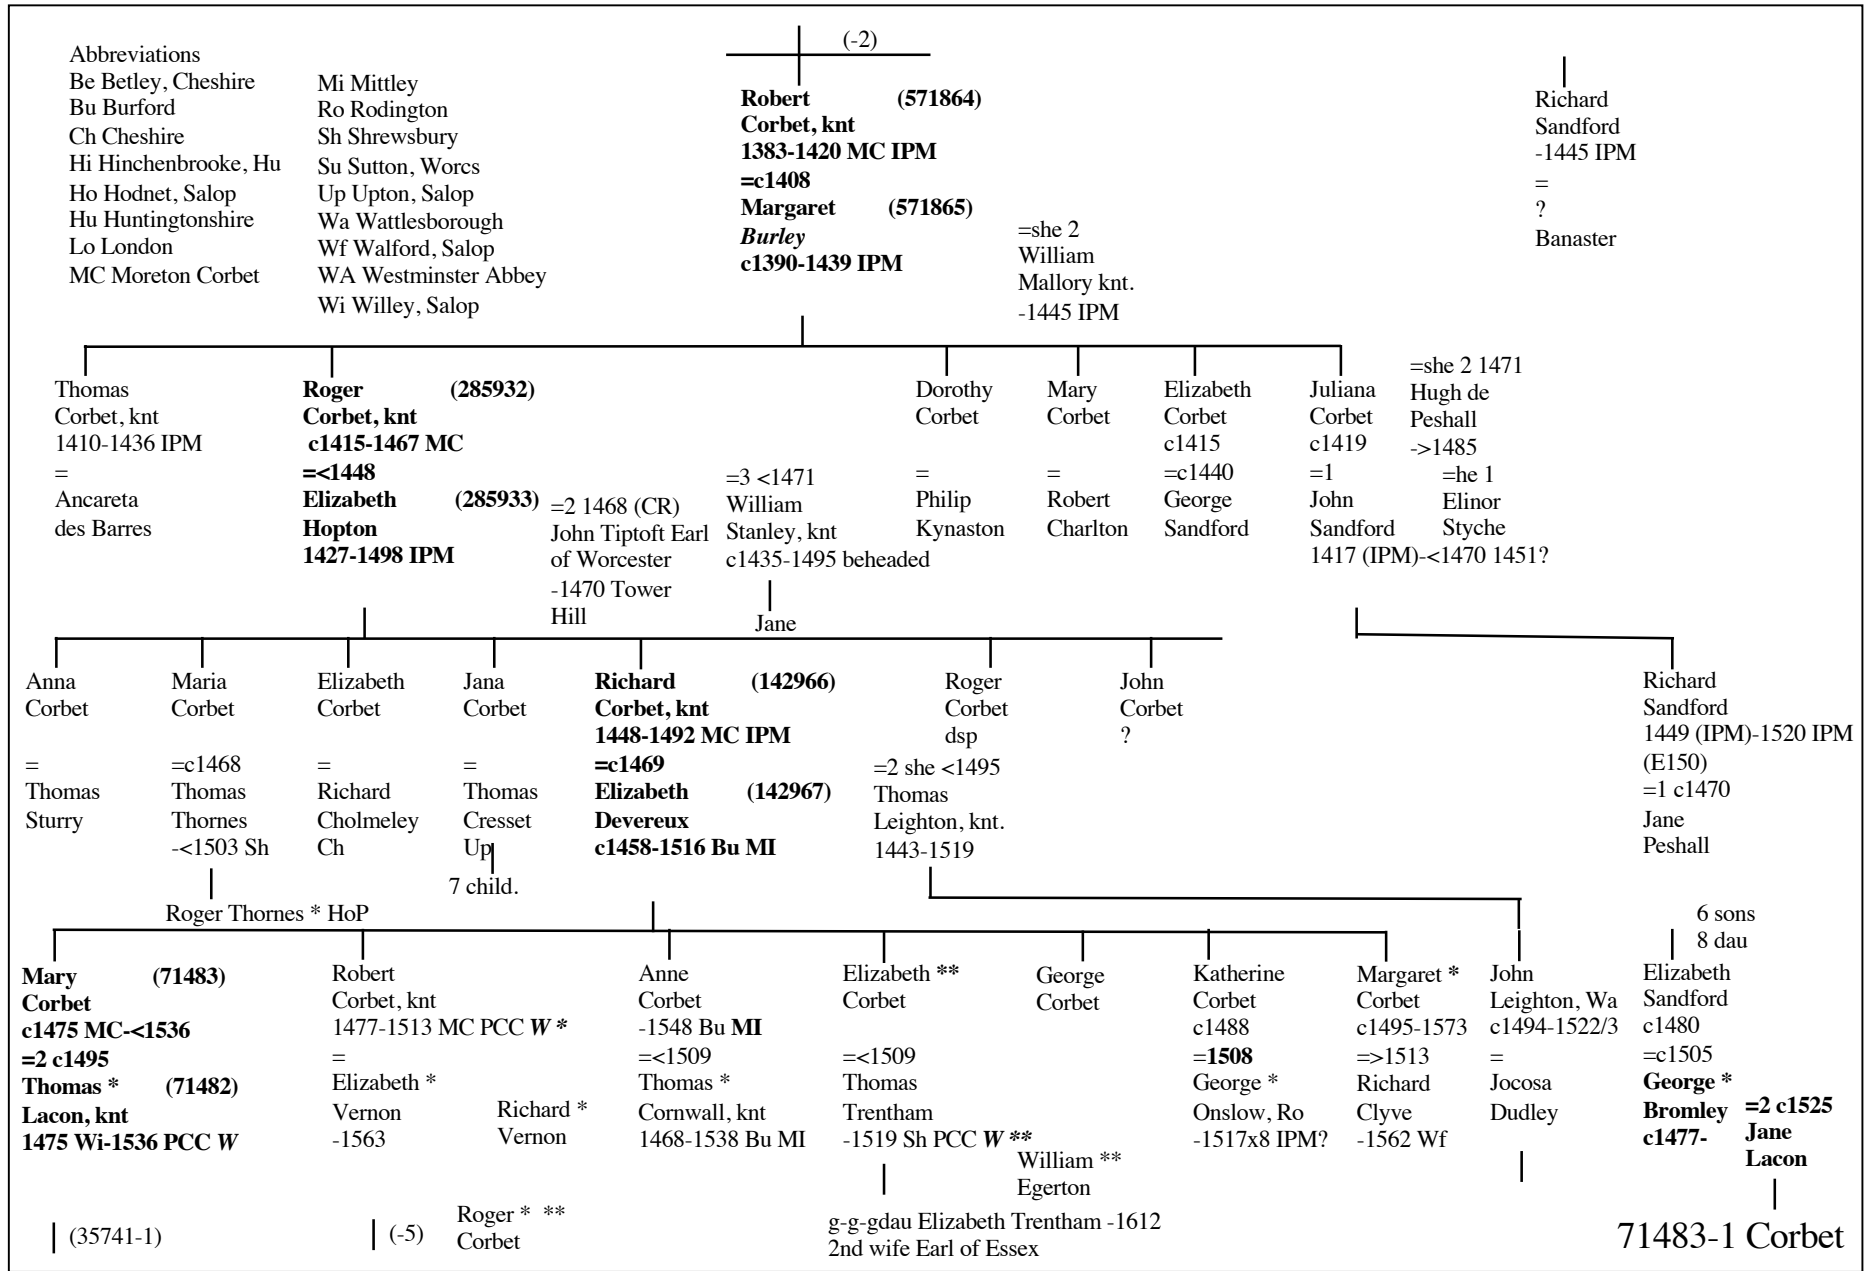 Abbreviations
Be Betley, Cheshire
Bu Burford
Ch Cheshire
Hi Hinchenbrooke, Hu
Ho Hodnet, Salop
Hu Huntingtonshire
Lo London
MC Moreton Corbet
Mi Mittley
Ro Rodington
Sh Shrewsbury
Su Sutton, Worcs
Up Upton, Salop
Wa Wattlesborough
Wf Walford, Salop
WA Westminster Abbey
Wi Willey, Salop
(-2)
Robert (571864)
Corbet, knt
1383-1420 MC IPM
=c1408
Margaret (571865)
Burley
c1390-1439 IPM
=she 2
William
Mallory knt.
-1445 IPM
Richard
Sandford
-1445 IPM
=
?
Banaster
Thomas
Corbet, knt
1410-1436 IPM
=
Ancareta
des Barres
Roger (285932)
Corbet, knt
c1415-1467 MC
=<1448
Elizabeth (285933)
Hopton
1427-1498 IPM
=2 1468 (CR)
John Tiptoft Earl
of Worcester
-1470 Tower
Hill
=3 <1471
William
Stanley, knt
c1435-1495 beheaded
Jane
Dorothy
Corbet
=
Philip
Kynaston
Mary
Corbet
=
Robert
Charlton
Elizabeth
Corbet
c1415
=c1440
George
Sandford
Juliana
Corbet
c1419
=1
John
Sandford
1417 (IPM)-<1470 1451?
=she 2 1471
Hugh de
Peshall
->1485
=he 1
Elinor
Styche
Anna
Corbet
=
Thomas
Sturry
Maria
Corbet
=c1468
Thomas
Thornes
-<1503 Sh
Roger Thornes * HoP
Elizabeth
Corbet
=
Richard
Cholmeley
Ch
Jana
Corbet
=
Thomas
Cresset
Up
7 child.
Richard (142966)
Corbet, knt
1448-1492 MC IPM
=c1469
Elizabeth (142967)
Devereux
c1458-1516 Bu MI
=2 she <1495
Thomas
Leighton, knt.
1443-1519
Roger
Corbet
dsp
John
Corbet
?
Richard
Sandford
1449 (IPM)-1520 IPM
(E150)
=1 c1470
Jane
Peshall
6 sons
8 dau
Mary (71483)
Corbet
c1475 MC-<1536
=2 c1495
Thomas * (71482)
Lacon, knt
1475 Wi-1536 PCC W
(35741-1)
Robert
Corbet, knt
1477-1513 MC PCC W *
=
Elizabeth *
Vernon
-1563
Richard *
Vernon
(-5)
Roger * **
Corbet
Anne
Corbet
-1548 Bu MI
=<1509
Thomas *
Cornwall, knt
1468-1538 Bu MI
Elizabeth **
Corbet
=<1509
Thomas
Trentham
-1519 Sh PCC W **
g-g-gdau Elizabeth Trentham -1612
2nd wife Earl of Essex
William **
Egerton
George
Corbet
Katherine
Corbet
c1488
=1508
George *
Onslow, Ro
-1517x8 IPM?
Margaret *
Corbet
c1495-1573
=>1513
Richard
Clyve
-1562 Wf
John
Leighton, Wa
c1494-1522/3
=
Jocosa
Dudley
Elizabeth
Sandford
c1480
=c1505
George *
Bromley
c1477-
=2 c1525
Jane
Lacon
71483-1 Corbet